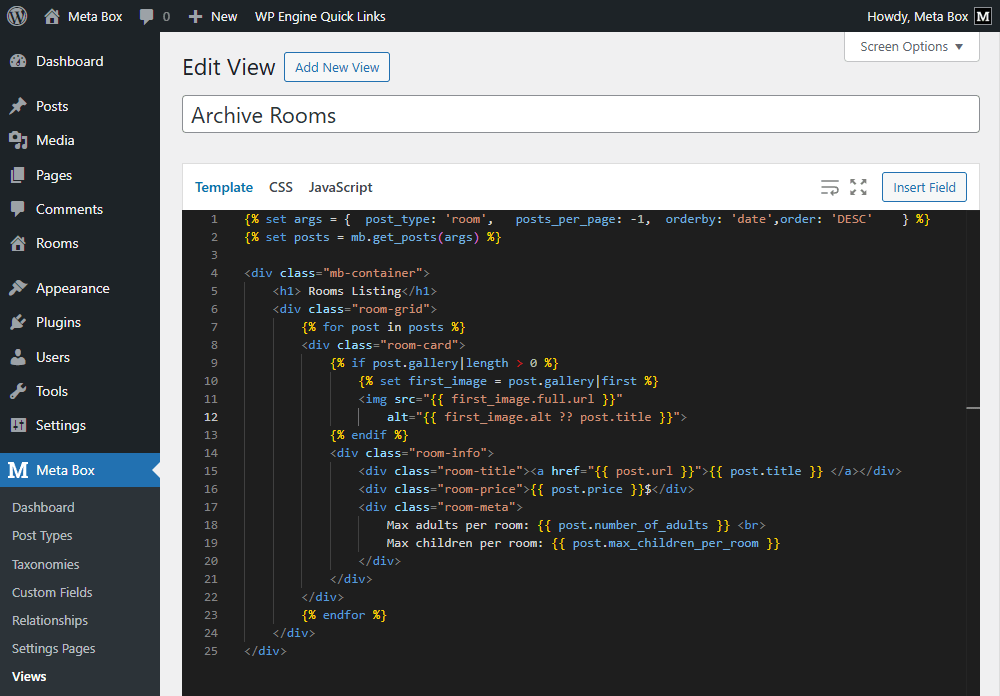 Meta Box 0 New WP Engine Quick Links Howdy, Meta Box M
Screen Options
Dashboard
Posts
Media
Pages
Comments
Rooms
Appearance
Plugins
Users
Tools
Settings
M Meta Box
Dashboard
Post Types
Taxonomies
Custom Fields
Relationships
Settings Pages
Views
Edit View Add New View
Archive Rooms
Template CSS JavaScript Insert Field
1 {% set args = {  post_type: 'room',   posts_per_page: -1,  orderby: 'date',order: 'DESC'    } %}
2 {% set posts = mb.get_posts(args) %}
3
4 <div class="mb-container">
5     <h1> Rooms Listing</h1>
6     <div class="room-grid">
7         {% for post in posts %}
8         <div class="room-card">
9             {% if post.gallery|length > 0 %}
10                 {% set first_image = post.gallery|first %}
11                 <img src="{{ first_image.full.url }}"
12                     alt="{{ first_image.alt ?? post.title }}">
13             {% endif %}
14             <div class="room-info">
15                 <div class="room-title"><a href="{{ post.url }}">{{ post.title }} </a></div>
16                 <div class="room-price">{{ post.price }}$</div>
17                 <div class="room-meta">
18                     Max adults per room: {{ post.number_of_adults }} <br>
19                     Max children per room: {{ post.max_children_per_room }}
20                 </div>
21             </div>
22         </div>
23         {% endfor %}
24     </div>
25 </div>